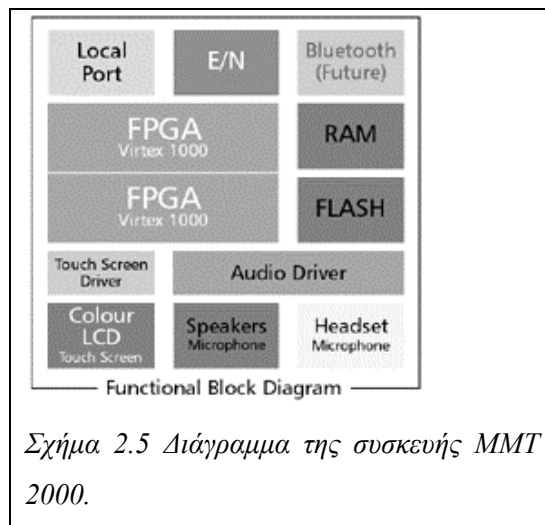 Local
Port
E/N
Bluetooth
(Future)
FPGA
Virtex 1000
RAM
FPGA
Virtex 1000
FLASH
Touch Screen
Driver
Audio Driver
Colour
LCD
Touch Screen
Speakers
Microphone
Headset
Microphone
Functional Block Diagram
Σχήμα 2.5 Διάγραμμα της συσκευής MMT
2000.